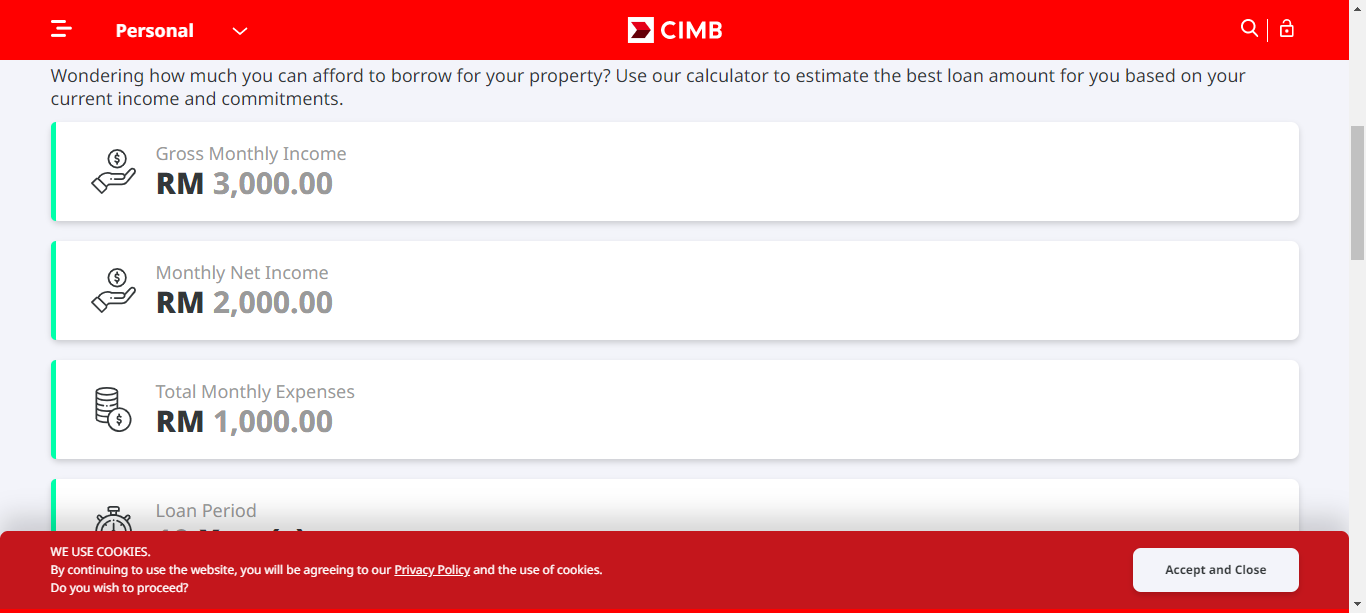 Personal
CIMB
Wondering how much you can afford to borrow for your property? Use our calculator to estimate the best loan amount for you based on your
current income and commitments.
Gross Monthly Income
RM 3,000.00
Monthly Net Income
RM 2,000.00
Total Monthly Expenses
RM 1,000.00
Loan Period
WE USE COOKIES.
By continuing to use the website, you will be agreeing to our Privacy Policy and the use of cookies.
Do you wish to proceed?
Accept and Close